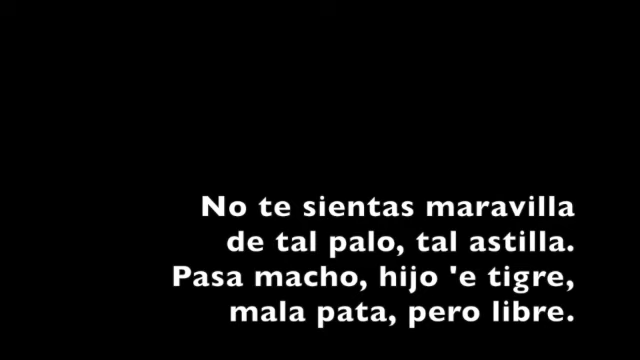 No te sientas maravilla
de tal palo, tal astilla.
Pasa macho, hijo 'e tigre,
mala pata, pero libre.